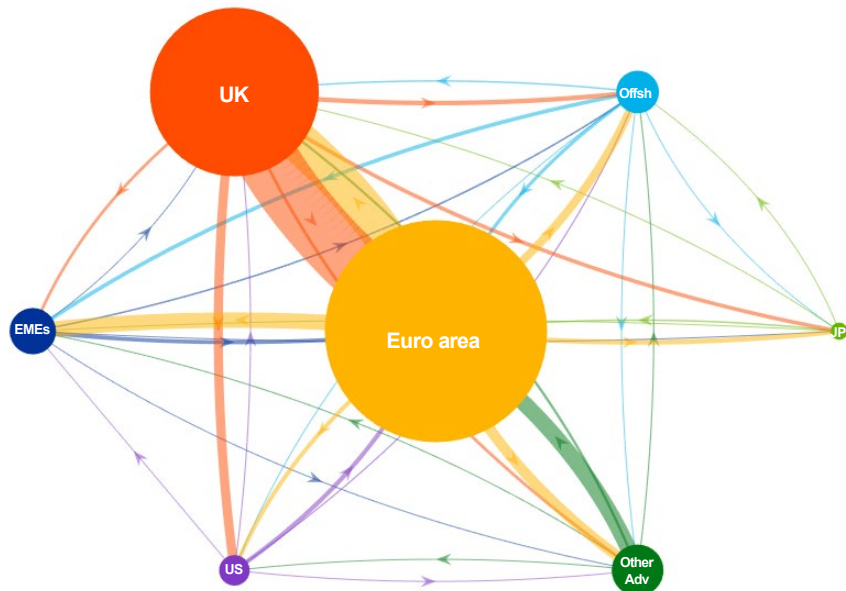 UK
Offsh
EMEs
Euro area
JP
US
Other
Adv